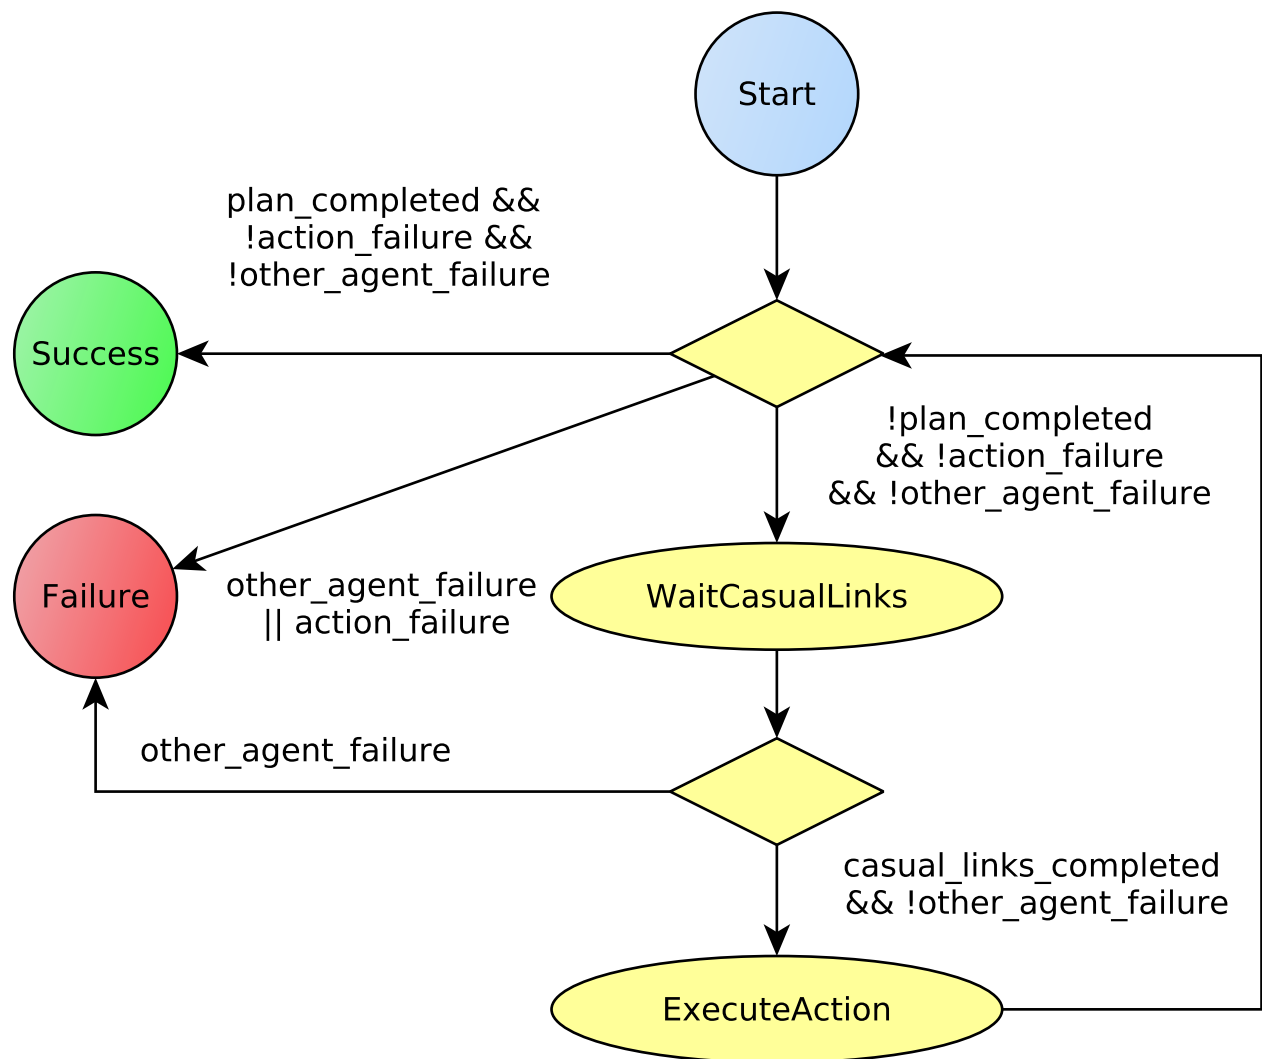 Start
plan_completed &&
!action_failure &&
!other_agent_failure
Success
!plan_completed
&& !action_failure
&& !other_agent_failure
Failure
other_agent_failure
|| action_failure
WaitCasualLinks
other_agent_failure
casual_links_completed
&& !other_agent_failure
ExecuteAction